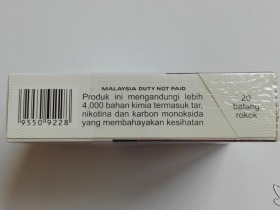 MALAYSIA DUTY NOT PAID
Produk ini mengandungi lebih
4,000 bahan kimia termasuk tar,
nikotina dan karbon monoksida
yang membahayakan kesihatan
20
batang
rokok
9550 9228